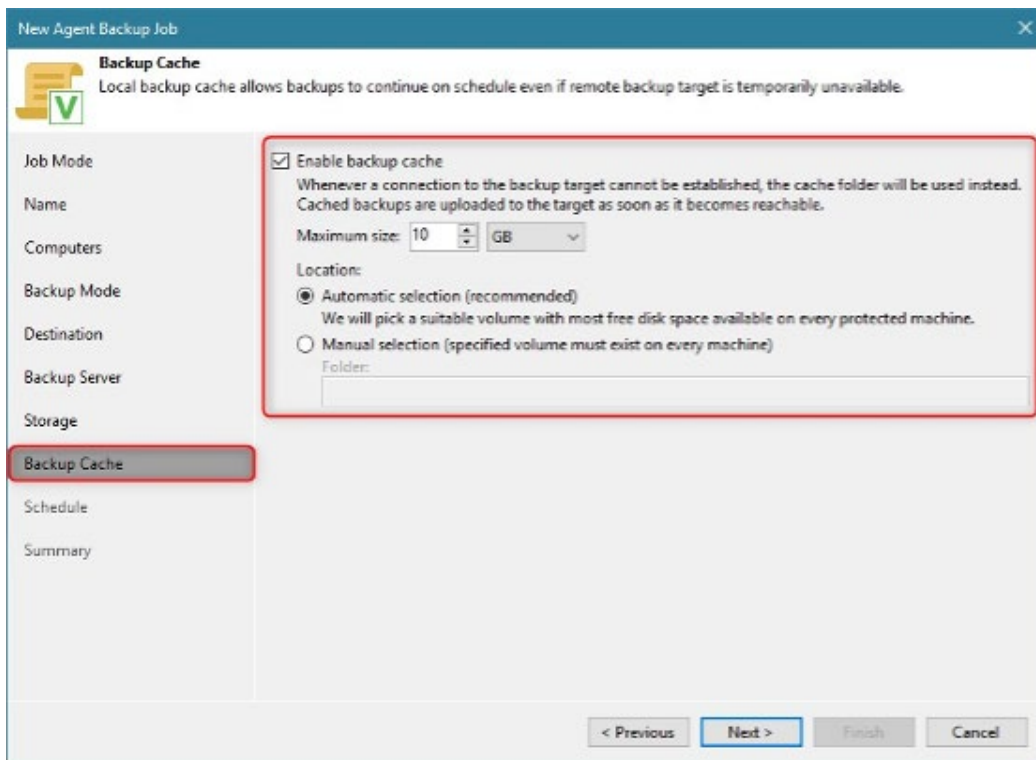 New Agent Backup Job
Backup Cache
Local backup cache allows backups to continue on schedule even if remote backup target is temporarily unavailable.
V
Job Mode
Name
Computers
Backup Mode
Destination
Backup Server
Storage
Backup Cache
Schedule
Summary
Enable backup cache
Whenever a connection to the backup target cannot be established, the cache folder will be used instead.
Cached backups are uploaded to the target as soon as it becomes reachable.
Maximum size: 10 GB
Location:
Automatic selection (recommended)
We will pick a suitable volume with most free disk space available on every protected machine.
Manual selection (specified volume must exist on every machine)
Folder:
< Previous Next > Finish Cancel